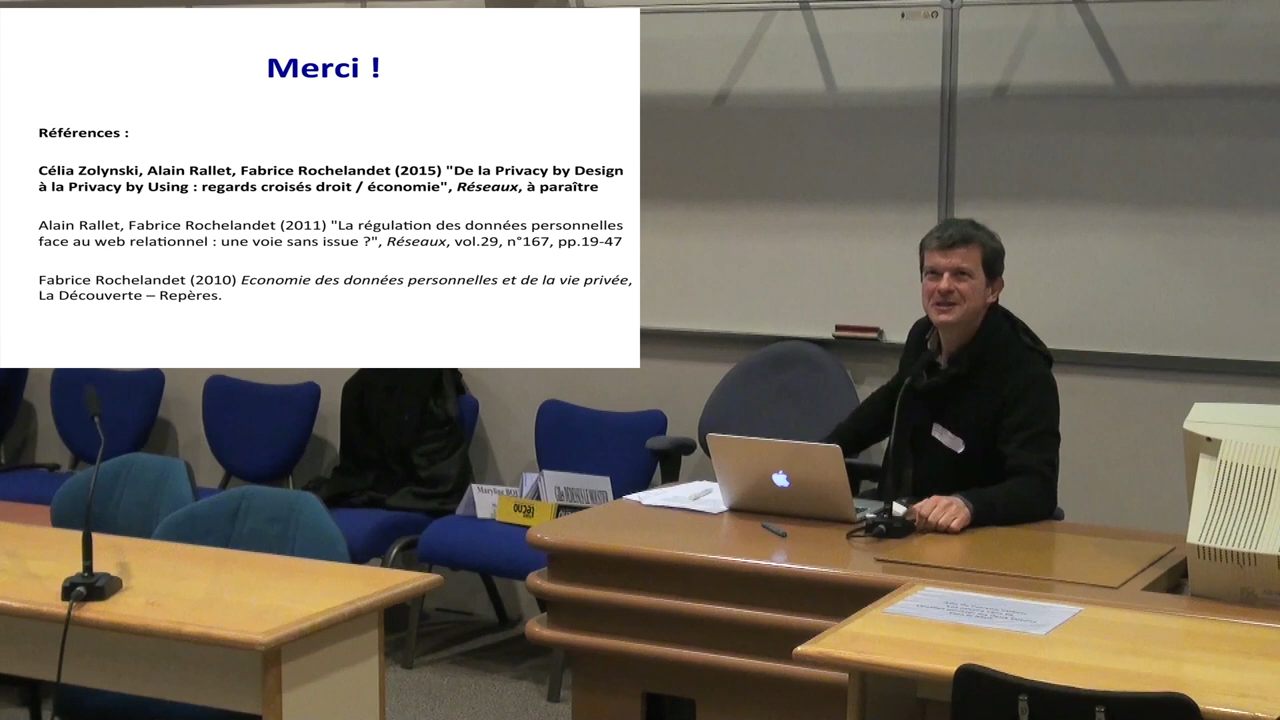 Merci !
Références :
Célia Zolynski, Alain Rallet, Fabrice Rochelandet (2015) "De la Privacy by Design
à la Privacy by Using : regards croisés droit / économie", Réseaux, à paraître
Alain Rallet, Fabrice Rochelandet (2011) "La régulation des données personnelles
face au web relationnel : une voie sans issue ?", Réseaux, vol.29, n°167, pp.19-47
Fabrice Rochelandet (2010) Economie des données personnelles et de la vie privée,
La Découverte – Repères.
Maryline
tecno